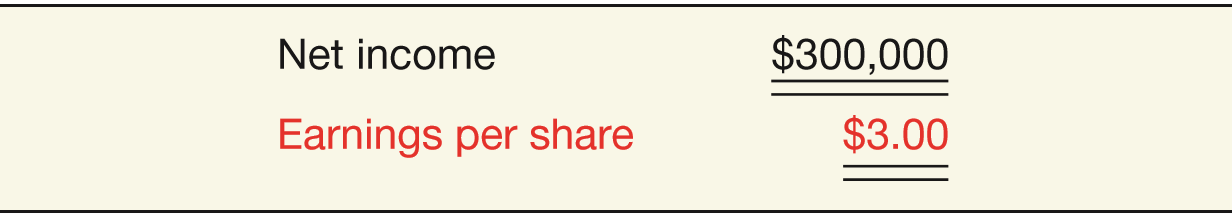 Net income $300,000
Earnings per share $3.00